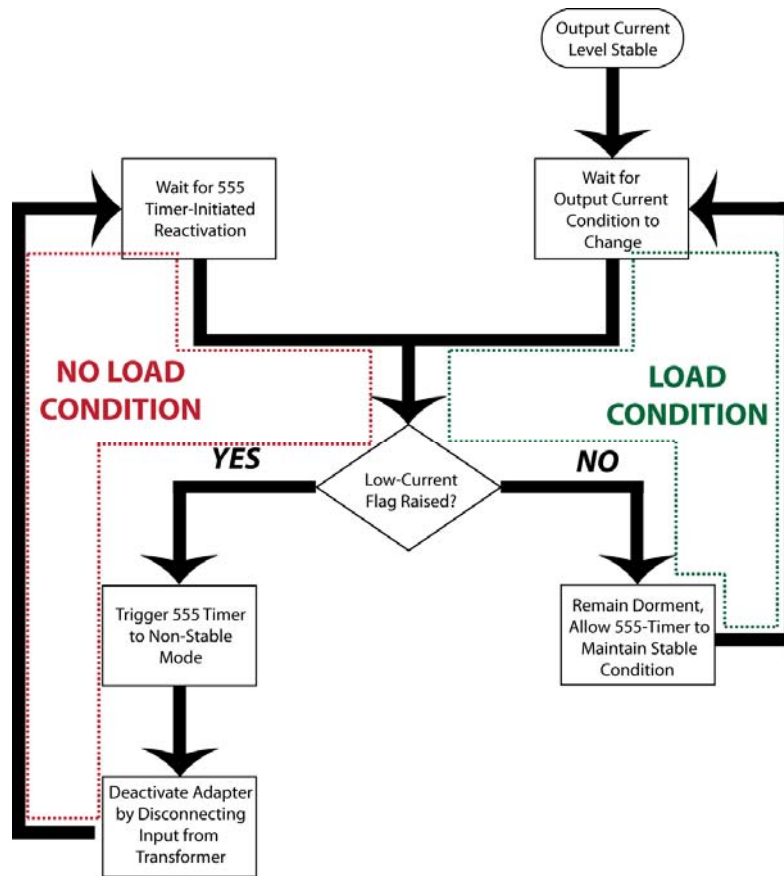 Output Current
Level Stable
Wait for 555
Timer-Initiated
Reactivation
Wait for
Output Current
Condition to
Change
NO LOAD
CONDITION
LOAD
CONDITION
YES
Low-Current
Flag Raised?
NO
Trigger 555 Timer
to Non-Stable
Mode
Remain Dorment,
Allow 555-Timer to
Maintain Stable
Condition
Deactivate Adapter
by Disconnecting
Input from
Transformer